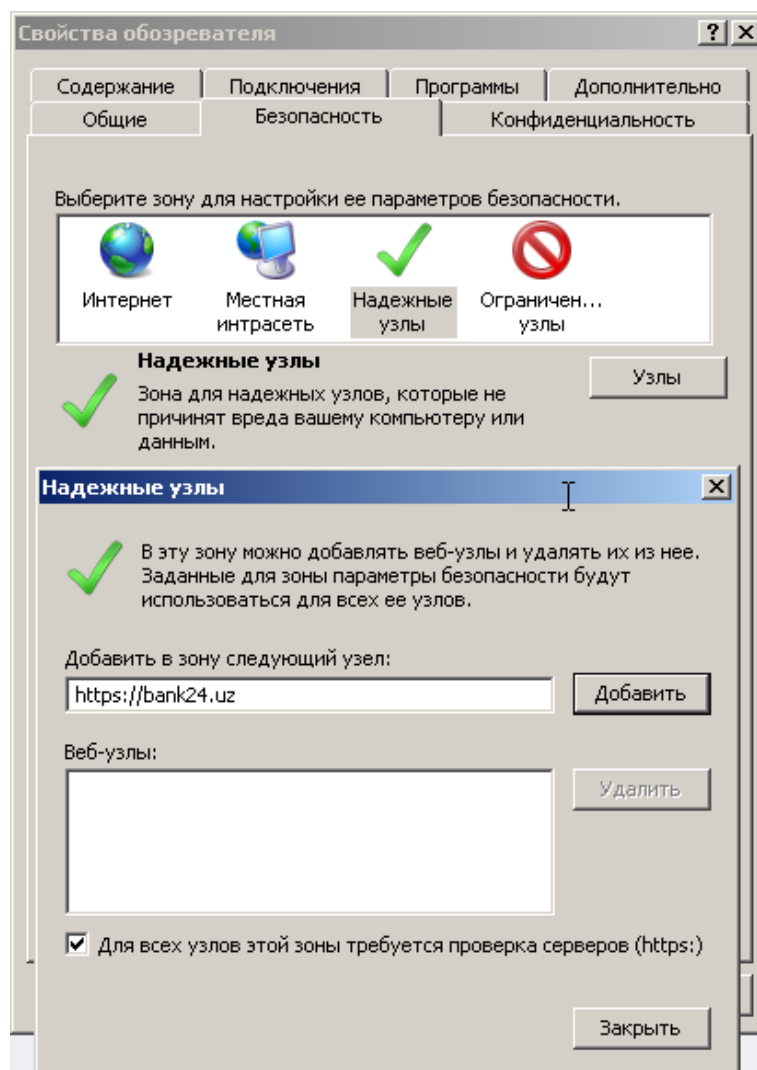 Свойства обозревателя
Содержание Подключения Программы Дополнительно
Общие Безопасность Конфиденциальность
Выберите зону для настройки ее параметров безопасности.
Интернет Местная интрасеть Надежные узлы Ограничен... узлы
Надежные узлы
Узлы
Зона для надежных узлов, которые не
причинят вреда вашему компьютеру или
данным.
Надежные узлы
В эту зону можно добавлять веб-узлы и удалять их из нее.
Заданные для зоны параметры безопасности будут
использоваться для всех ее узлов.
Добавить в зону следующий узел:
https://bank24.uz Добавить
Веб-узлы:
Удалить
Для всех узлов этой зоны требуется проверка серверов (https:)
Закрыть